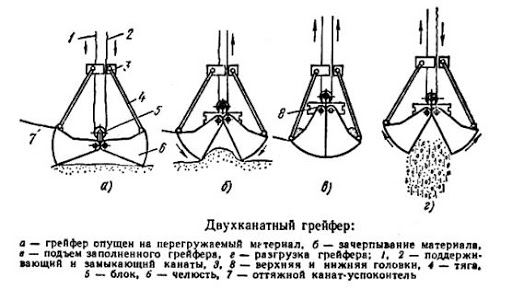 1
2
3
4
5
7
6
8
а)
б)
в)
г)
Двухканатный грейфер:
а — грейфер опущен на перегружаемый материал, б — зачерпывание материала,
в — подъем заполненного грейфера, г — разгрузка грейфера; 1, 2 — поддержи-
вающий и замыкающий канаты, 3, 8 — верхняя и нижняя головки, 4 — тяга,
5 — блок, 6 — челюсть, 7 — оттяжной канат-успокоитель